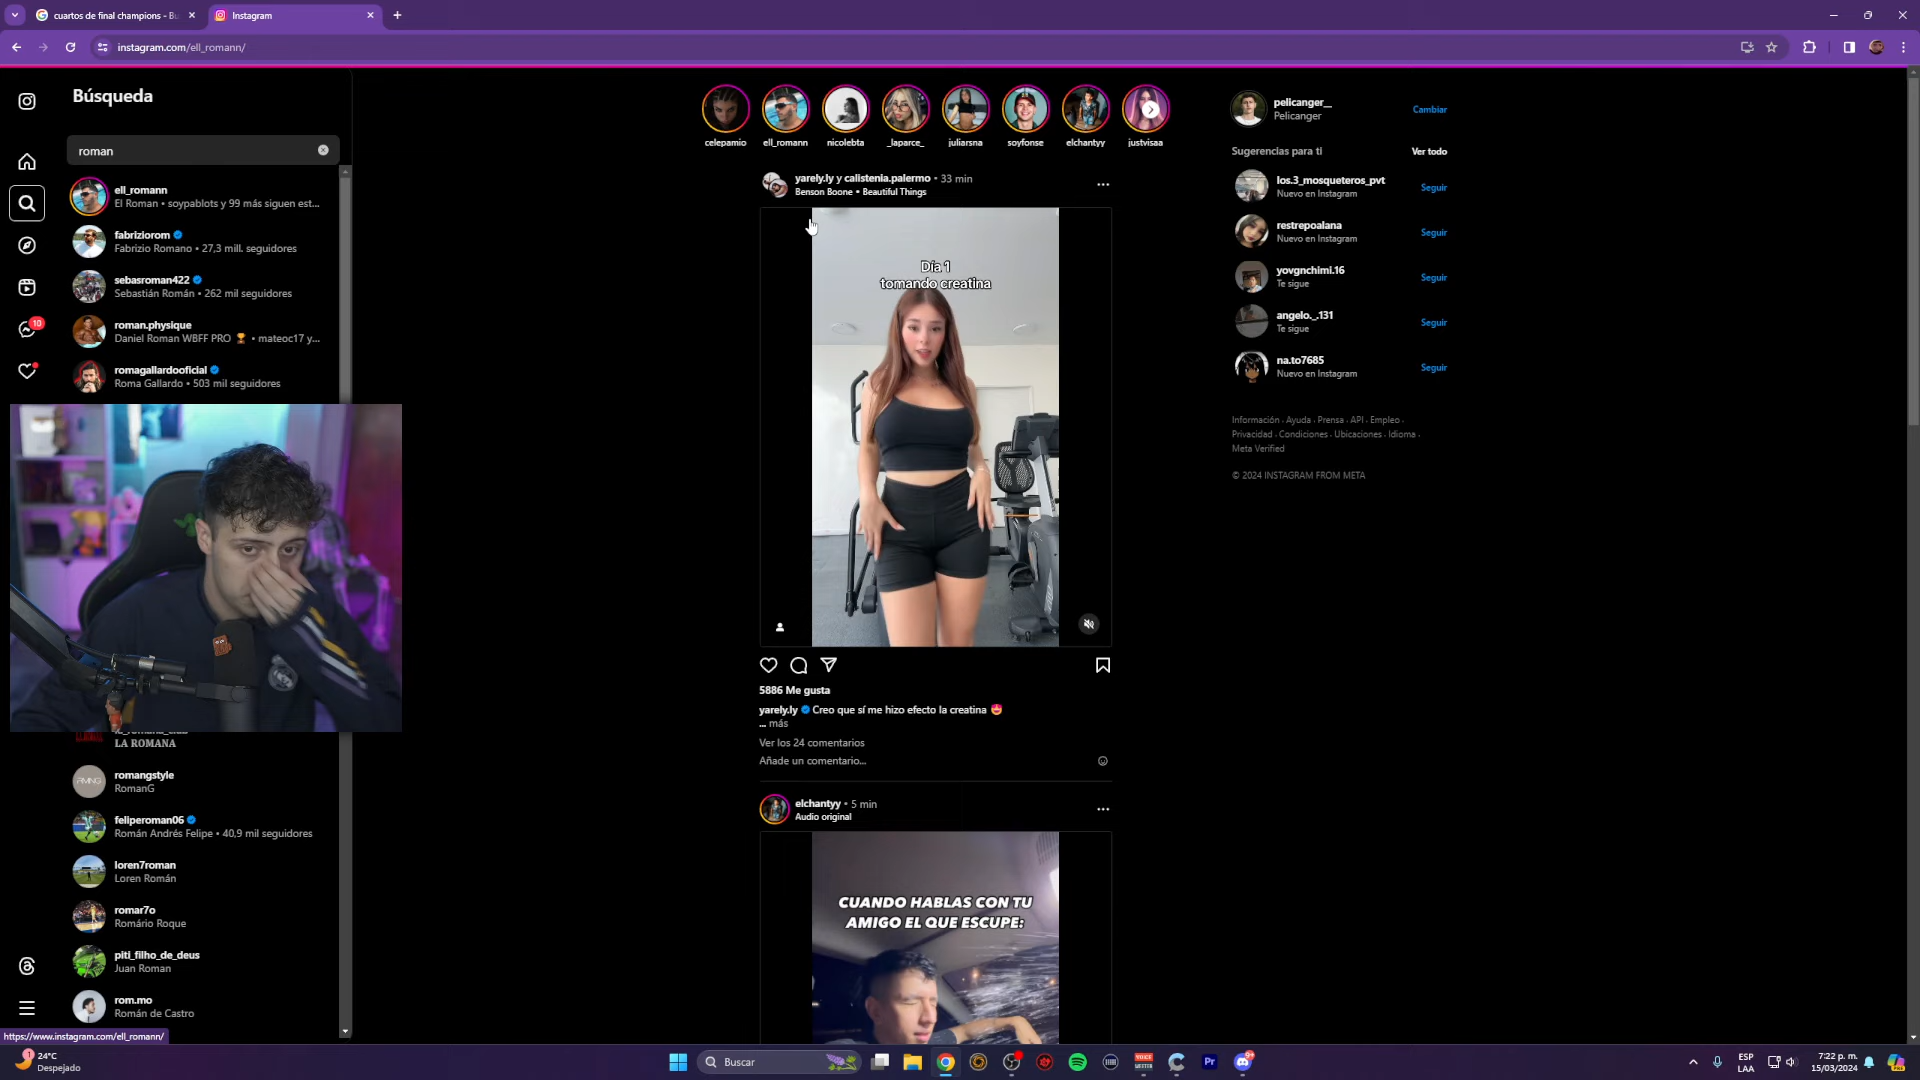 cuartos de final champions - Bu
Instagram
instagram.com/ell_romann/
Búsqueda
roman
ell_romann
El Roman • soypablots y 99 más siguen est...
fabriziorom
Fabrizio Romano • 27,3 mill. seguidores
sebasroman422
Sebastián Román • 262 mil seguidores
roman.physique
Daniel Roman WBFF PRO 🏆 • mateoc17 y...
romagallardooficial
Roma Gallardo • 503 mil seguidores
10
LA ROMANA
RMNG
romangstyle
RomanG
feliperoman06
Román Andrés Felipe • 40,9 mil seguidores
loren7roman
Loren Román
romar7o
Romário Roque
piti_filho_de_deus
Juan Roman
rom.mo
Román de Castro
https://www.instagram.com/ell_romann/
celepamio
ell_romann
nicolebta
_laparce_
juliarsna
soyfonse
elchantyy
justvisaa
yarely.ly y calistenia.palermo • 33 min
Benson Boone • Beautiful Things
Día 1
tomando creatina
5886 Me gusta
yarely.ly Creo que sí me hizo efecto la creatina 😍
... más
Ver los 24 comentarios
Añade un comentario...
elchantyy • 5 min
Audio original
CUANDO HABLAS CON TU
AMIGO EL QUE ESCUPE:
pelicanger__
Pelicanger
Cambiar
Sugerencias para ti
Ver todo
los.3_mosqueteros_pvt
Nuevo en Instagram
Seguir
restrepoalana
Nuevo en Instagram
Seguir
yovgnchimi.16
Te sigue
Seguir
angelo._.131
Te sigue
Seguir
na.to7685
Nuevo en Instagram
Seguir
Información · Ayuda · Prensa · API · Empleo ·
Privacidad · Condiciones · Ubicaciones · Idioma ·
Meta Verified
© 2024 INSTAGRAM FROM META
1
24°C
Despejado
Buscar
Pr
9+
ESP
LAA
7:22 p. m.
15/03/2024